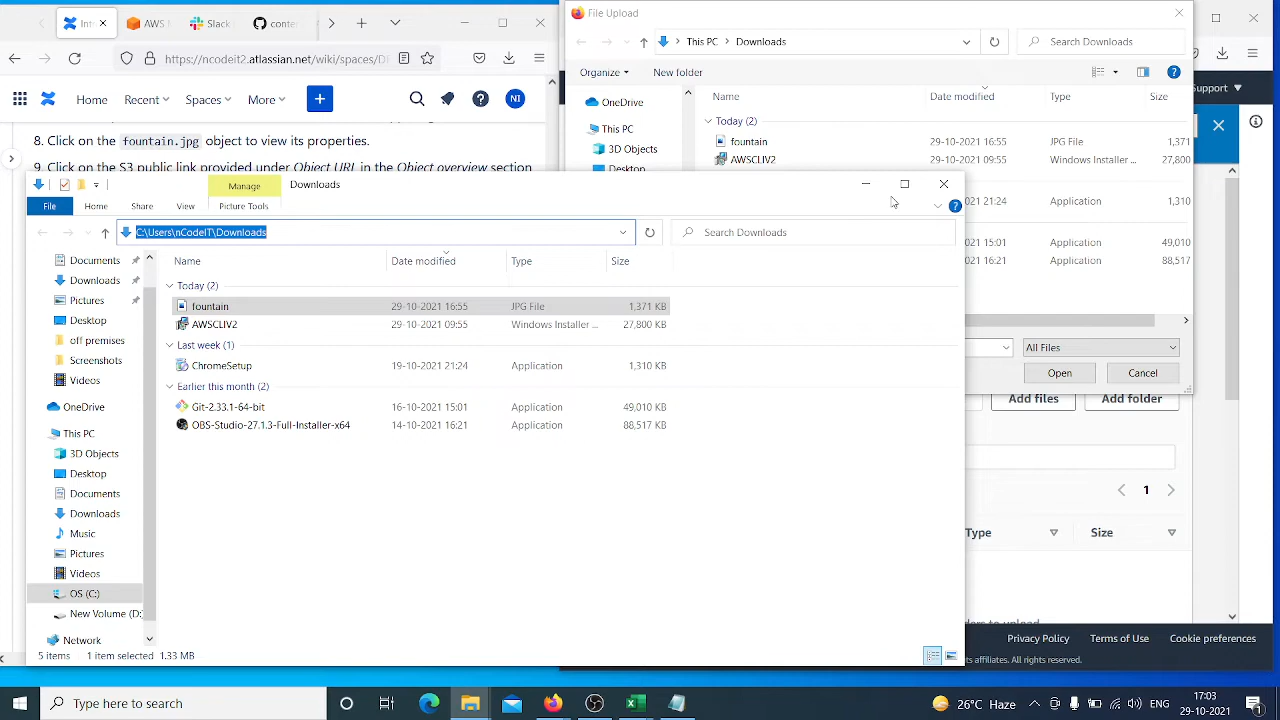 Int
AWS
Slack
conter
https://ncodeit2.atlassian.net/wiki/spaces/DE
Home
Recent
Spaces
More
NI
8. Click on the fountain.jpg object to view its properties.
9. Click on the S3 public link provided under Object URL in the Object overview section
File Upload
This PC
Downloads
Search Downloads
Organize
New folder
Name
Date modified
Type
Size
OneDrive
This PC
3D Objects
Desktop
Today (2)
fountain
29-10-2021 16:55
JPG File
1,371
AWSCLIV2
29-10-2021 09:55
Windows Installer ...
27,800
21:24
Application
1,310
15:01
Application
49,010
16:21
Application
88,517
All Files
Open
Cancel
Support
Add files
Add folder
1
Type
Size
Privacy Policy
Terms of Use
Cookie preferences
affiliates. All rights reserved.
Manage
Downloads
File
Home
Share
View
Picture Tools
C:\Users\nCodeIT\Downloads
Search Downloads
Documents
Downloads
Pictures
Desktop
off premises
Screenshots
Videos
OneDrive
This PC
3D Objects
Desktop
Documents
Downloads
Music
Pictures
Videos
OS (C:)
New Volume (D:
Network
Name
Date modified
Type
Size
Today (2)
fountain
29-10-2021 16:55
JPG File
1,371 KB
AWSCLIV2
29-10-2021 09:55
Windows Installer ...
27,800 KB
Last week (1)
ChromeSetup
19-10-2021 21:24
Application
1,310 KB
Earlier this month (2)
Git-2.33.1-64-bit
16-10-2021 15:01
Application
49,010 KB
OBS-Studio-27.1.3-Full-Installer-x64
14-10-2021 16:21
Application
88,517 KB
5 items
1 item selected 1.33 MB
Type here to search
26°C Haze
17:03
29-10-2021